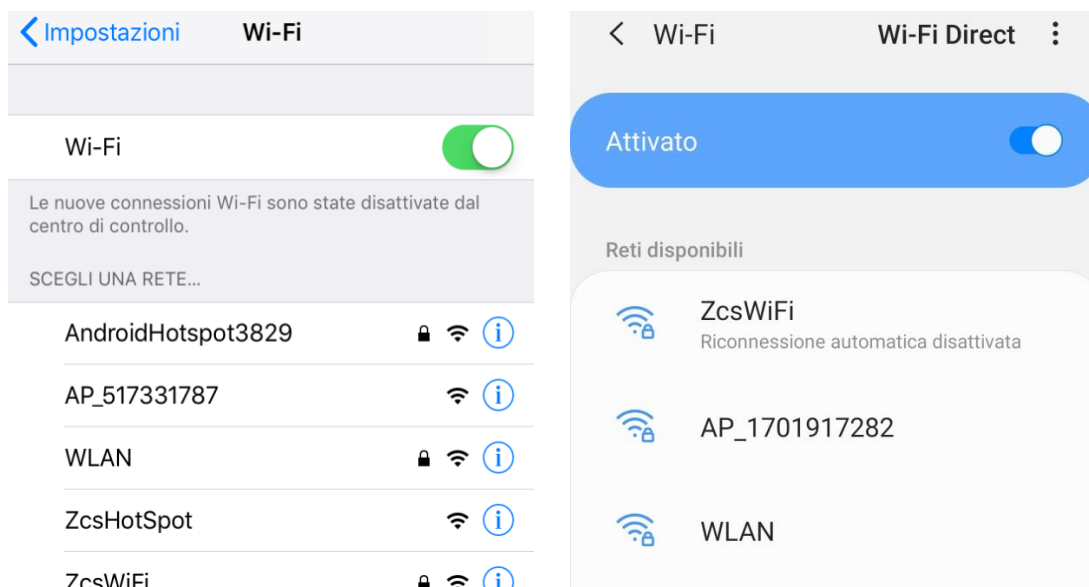 Impostazioni Wi-Fi
Wi-Fi
Le nuove connessioni Wi-Fi sono state disattivate dal
centro di controllo.
SCEGLI UNA RETE...
AndroidHotspot3829
AP_517331787
WLAN
ZcsHotSpot
ZcsWiFi
Wi-Fi Wi-Fi Direct
Attivato
Reti disponibili
ZcsWiFi
Riconnessione automatica disattivata
AP_1701917282
WLAN